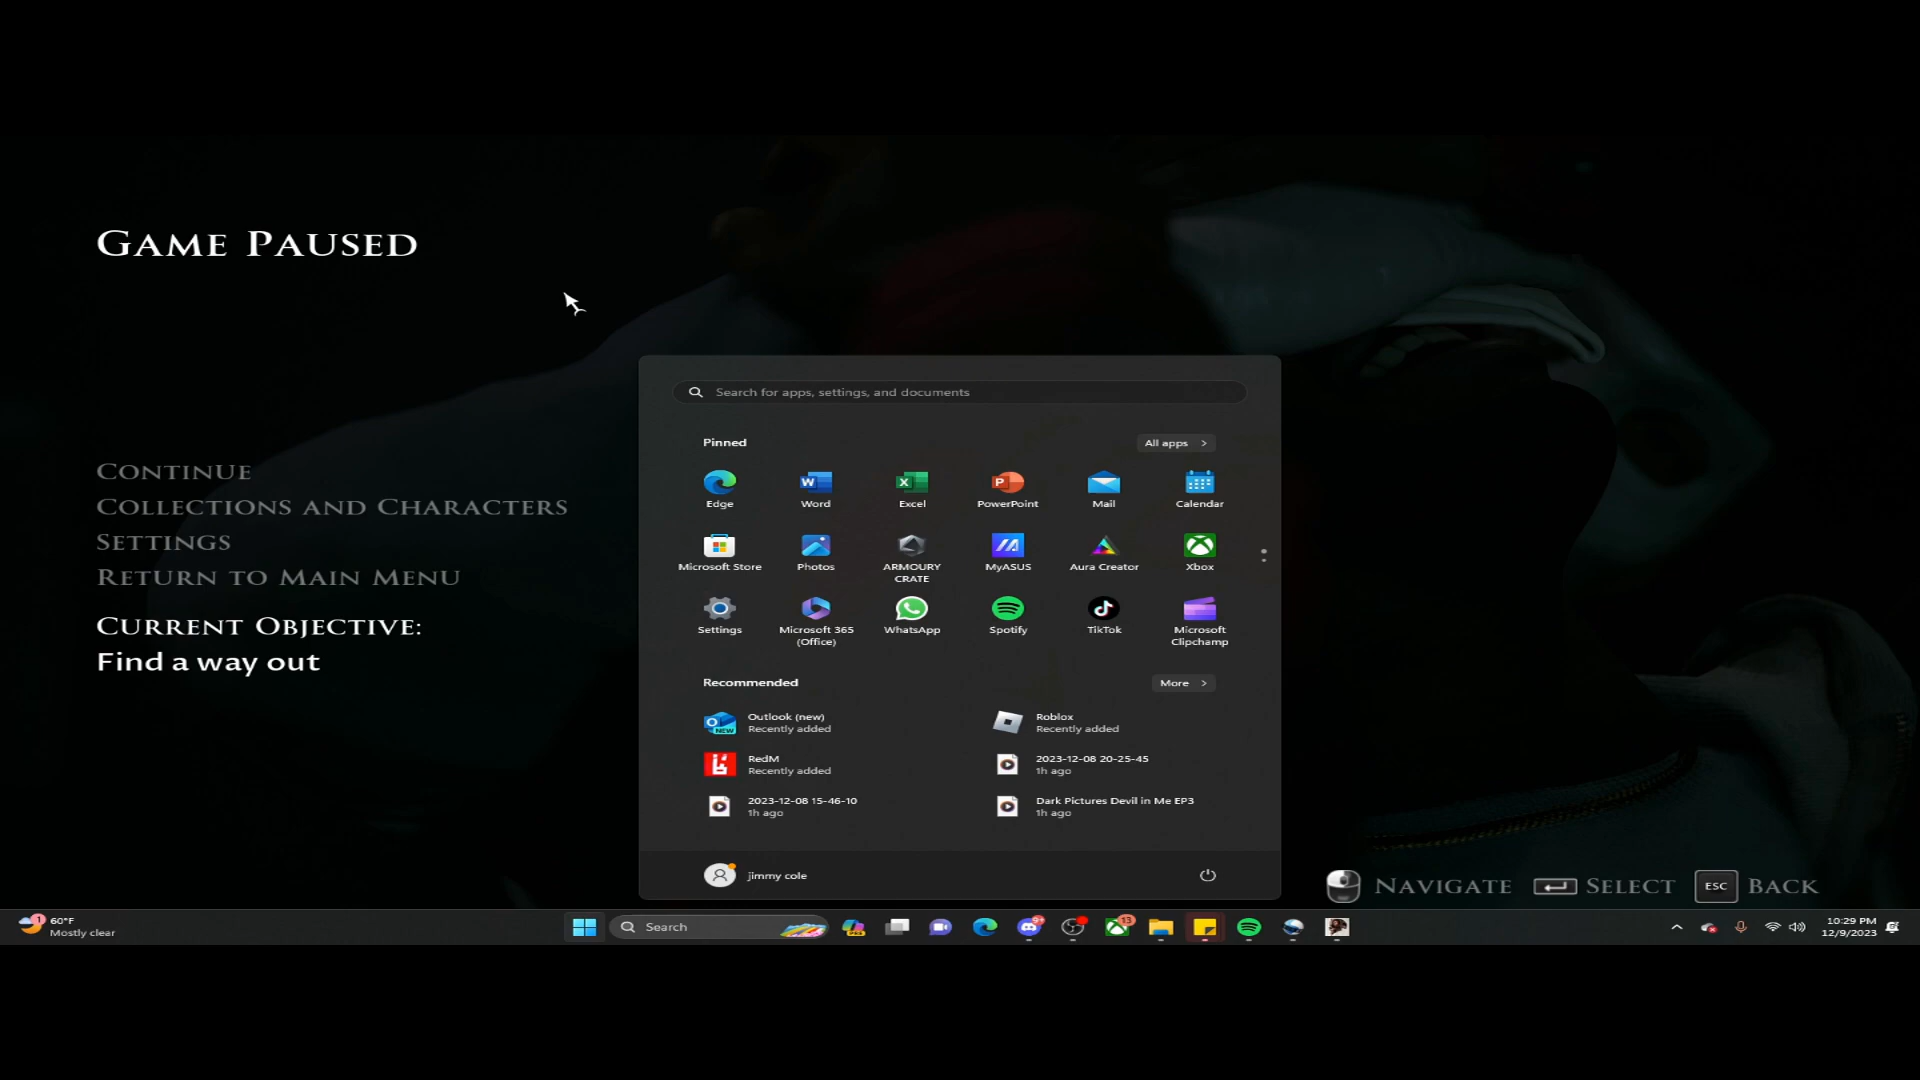 GAME PAUSED
CONTINUE
COLLECTIONS AND CHARACTERS
SETTINGS
RETURN TO MAIN MENU
CURRENT OBJECTIVE:
Find a way out
Search for apps, settings, and documents
Pinned
All apps >
Edge
Word
Excel
PowerPoint
Mail
Calendar
Microsoft Store
Photos
ARMOURY
CRATE
MyASUS
Aura Creator
Xbox
Settings
Microsoft 365
(Office)
WhatsApp
Spotify
TikTok
Microsoft
Clipchamp
Recommended
More >
Outlook (new)
Recently added
Roblox
Recently added
RedM
Recently added
2023-12-08 20-25-45
1h ago
2023-12-08 15-46-10
1h ago
Dark Pictures Devil in Me EP3
1h ago
jimmy cole
NAVIGATE
SELECT
ESC
BACK
1
60°F
Mostly clear
Search
9+
13
10:29 PM
12/9/2023